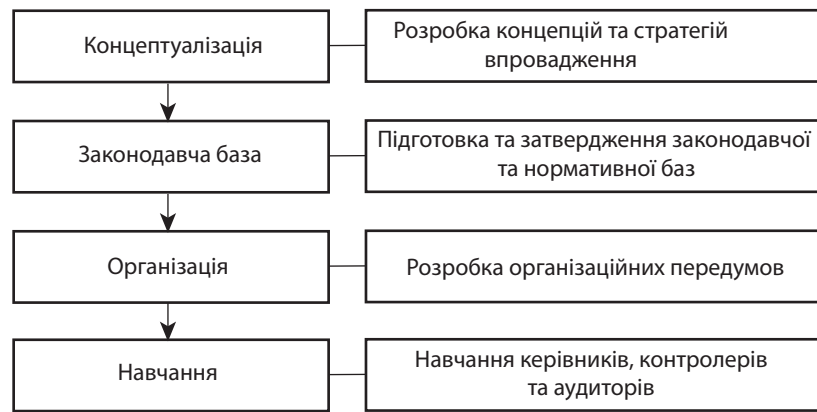 Концептуалізація
Розробка концепцій та стратегій
впровадження
Законодавча база
Підготовка та затвердження законодавчої
та нормативної баз
Організація
Розробка організаційних передумов
Навчання
Навчання керівників, контролерів
та аудиторів